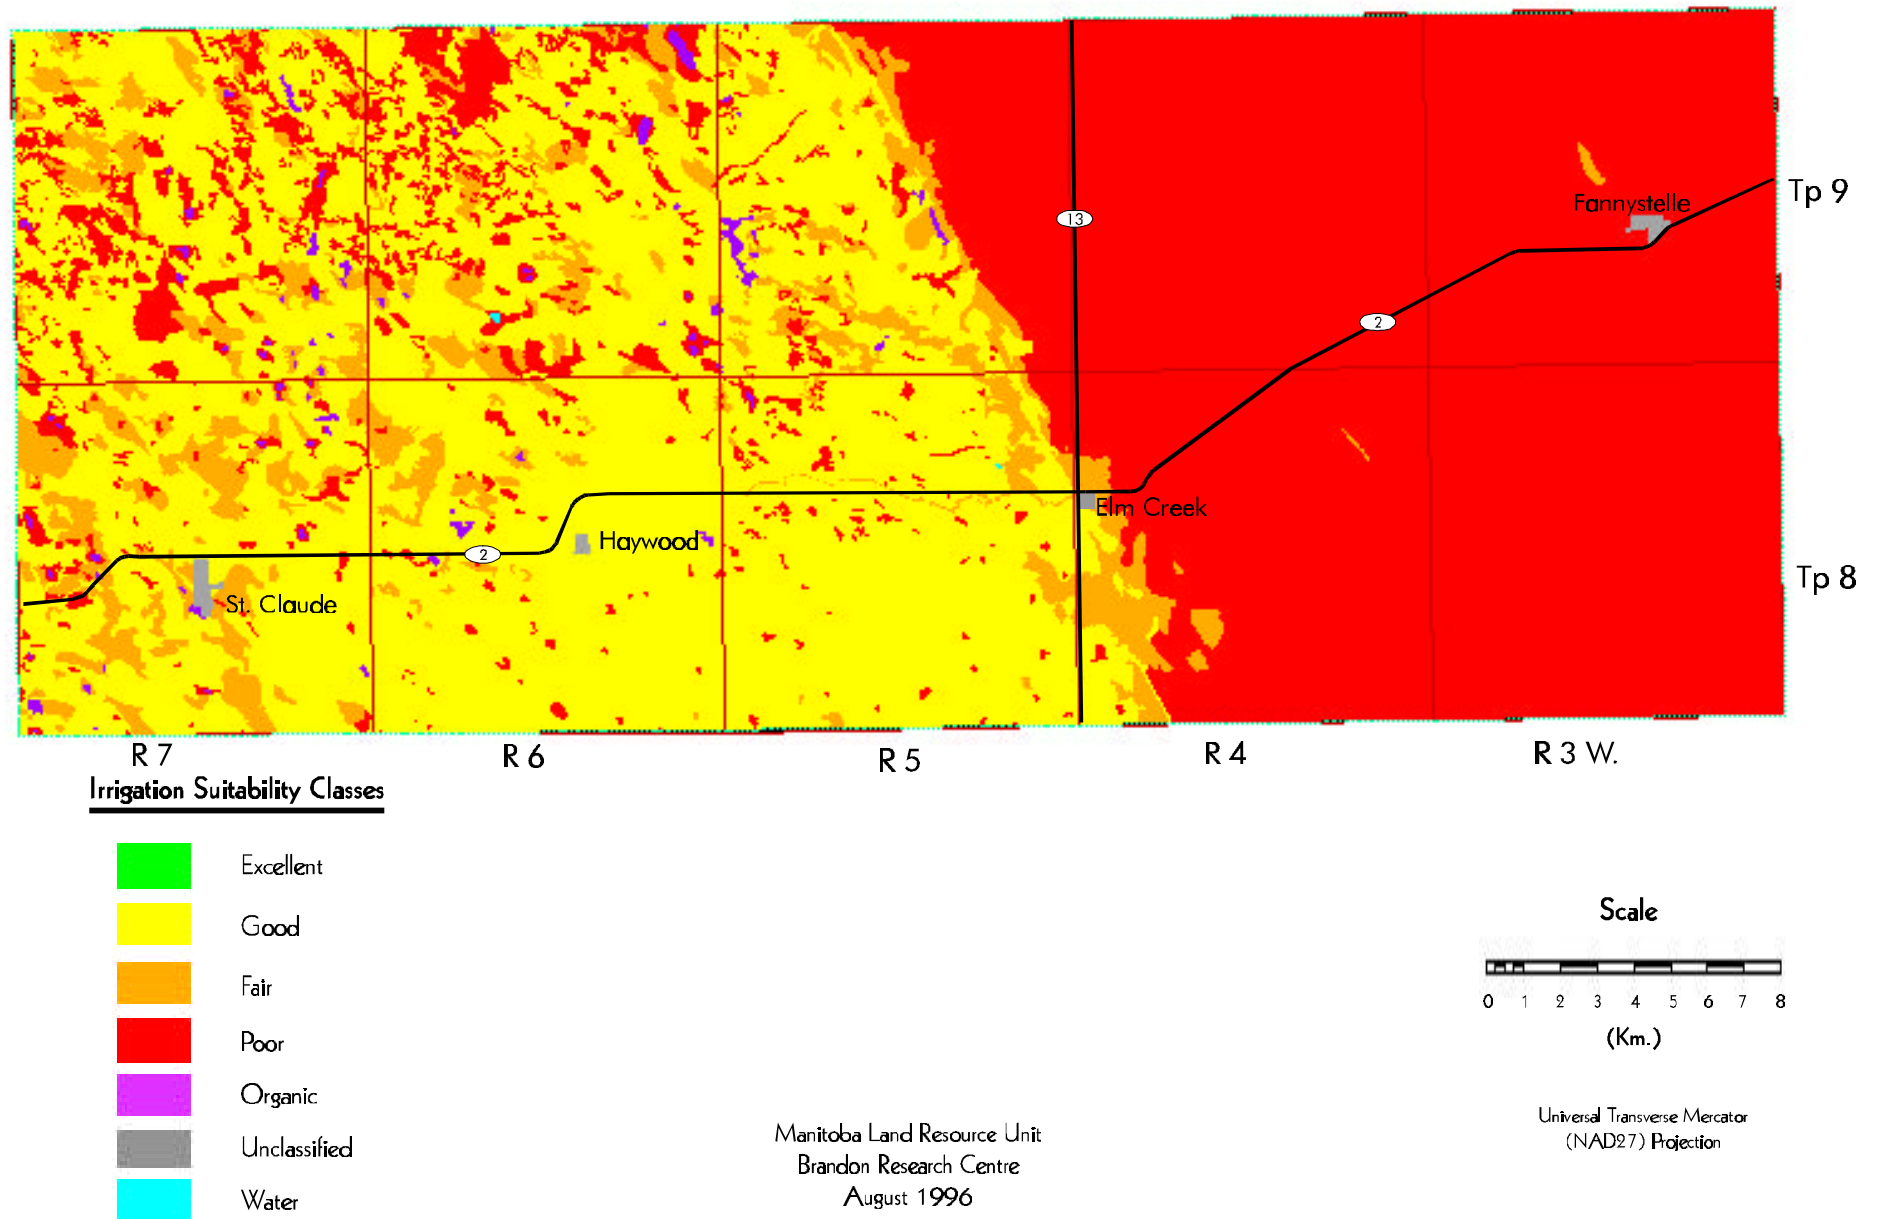 13
Tp 9
Fannystelle
2
Elm Creek
Haywood
2
Tp 8
St. Claude
R 7
R 6
R 5
R 4
R 3 W.
Irrigation Suitability Classes
Excellent
Good
Fair
Poor
Organic
Unclassified
Water
Scale
0 1 2 3 4 5 6 7 8
(Km.)
Universal Transverse Mercator
(NAD27) Projection
Manitoba Land Resource Unit
Brandon Research Centre
August 1996